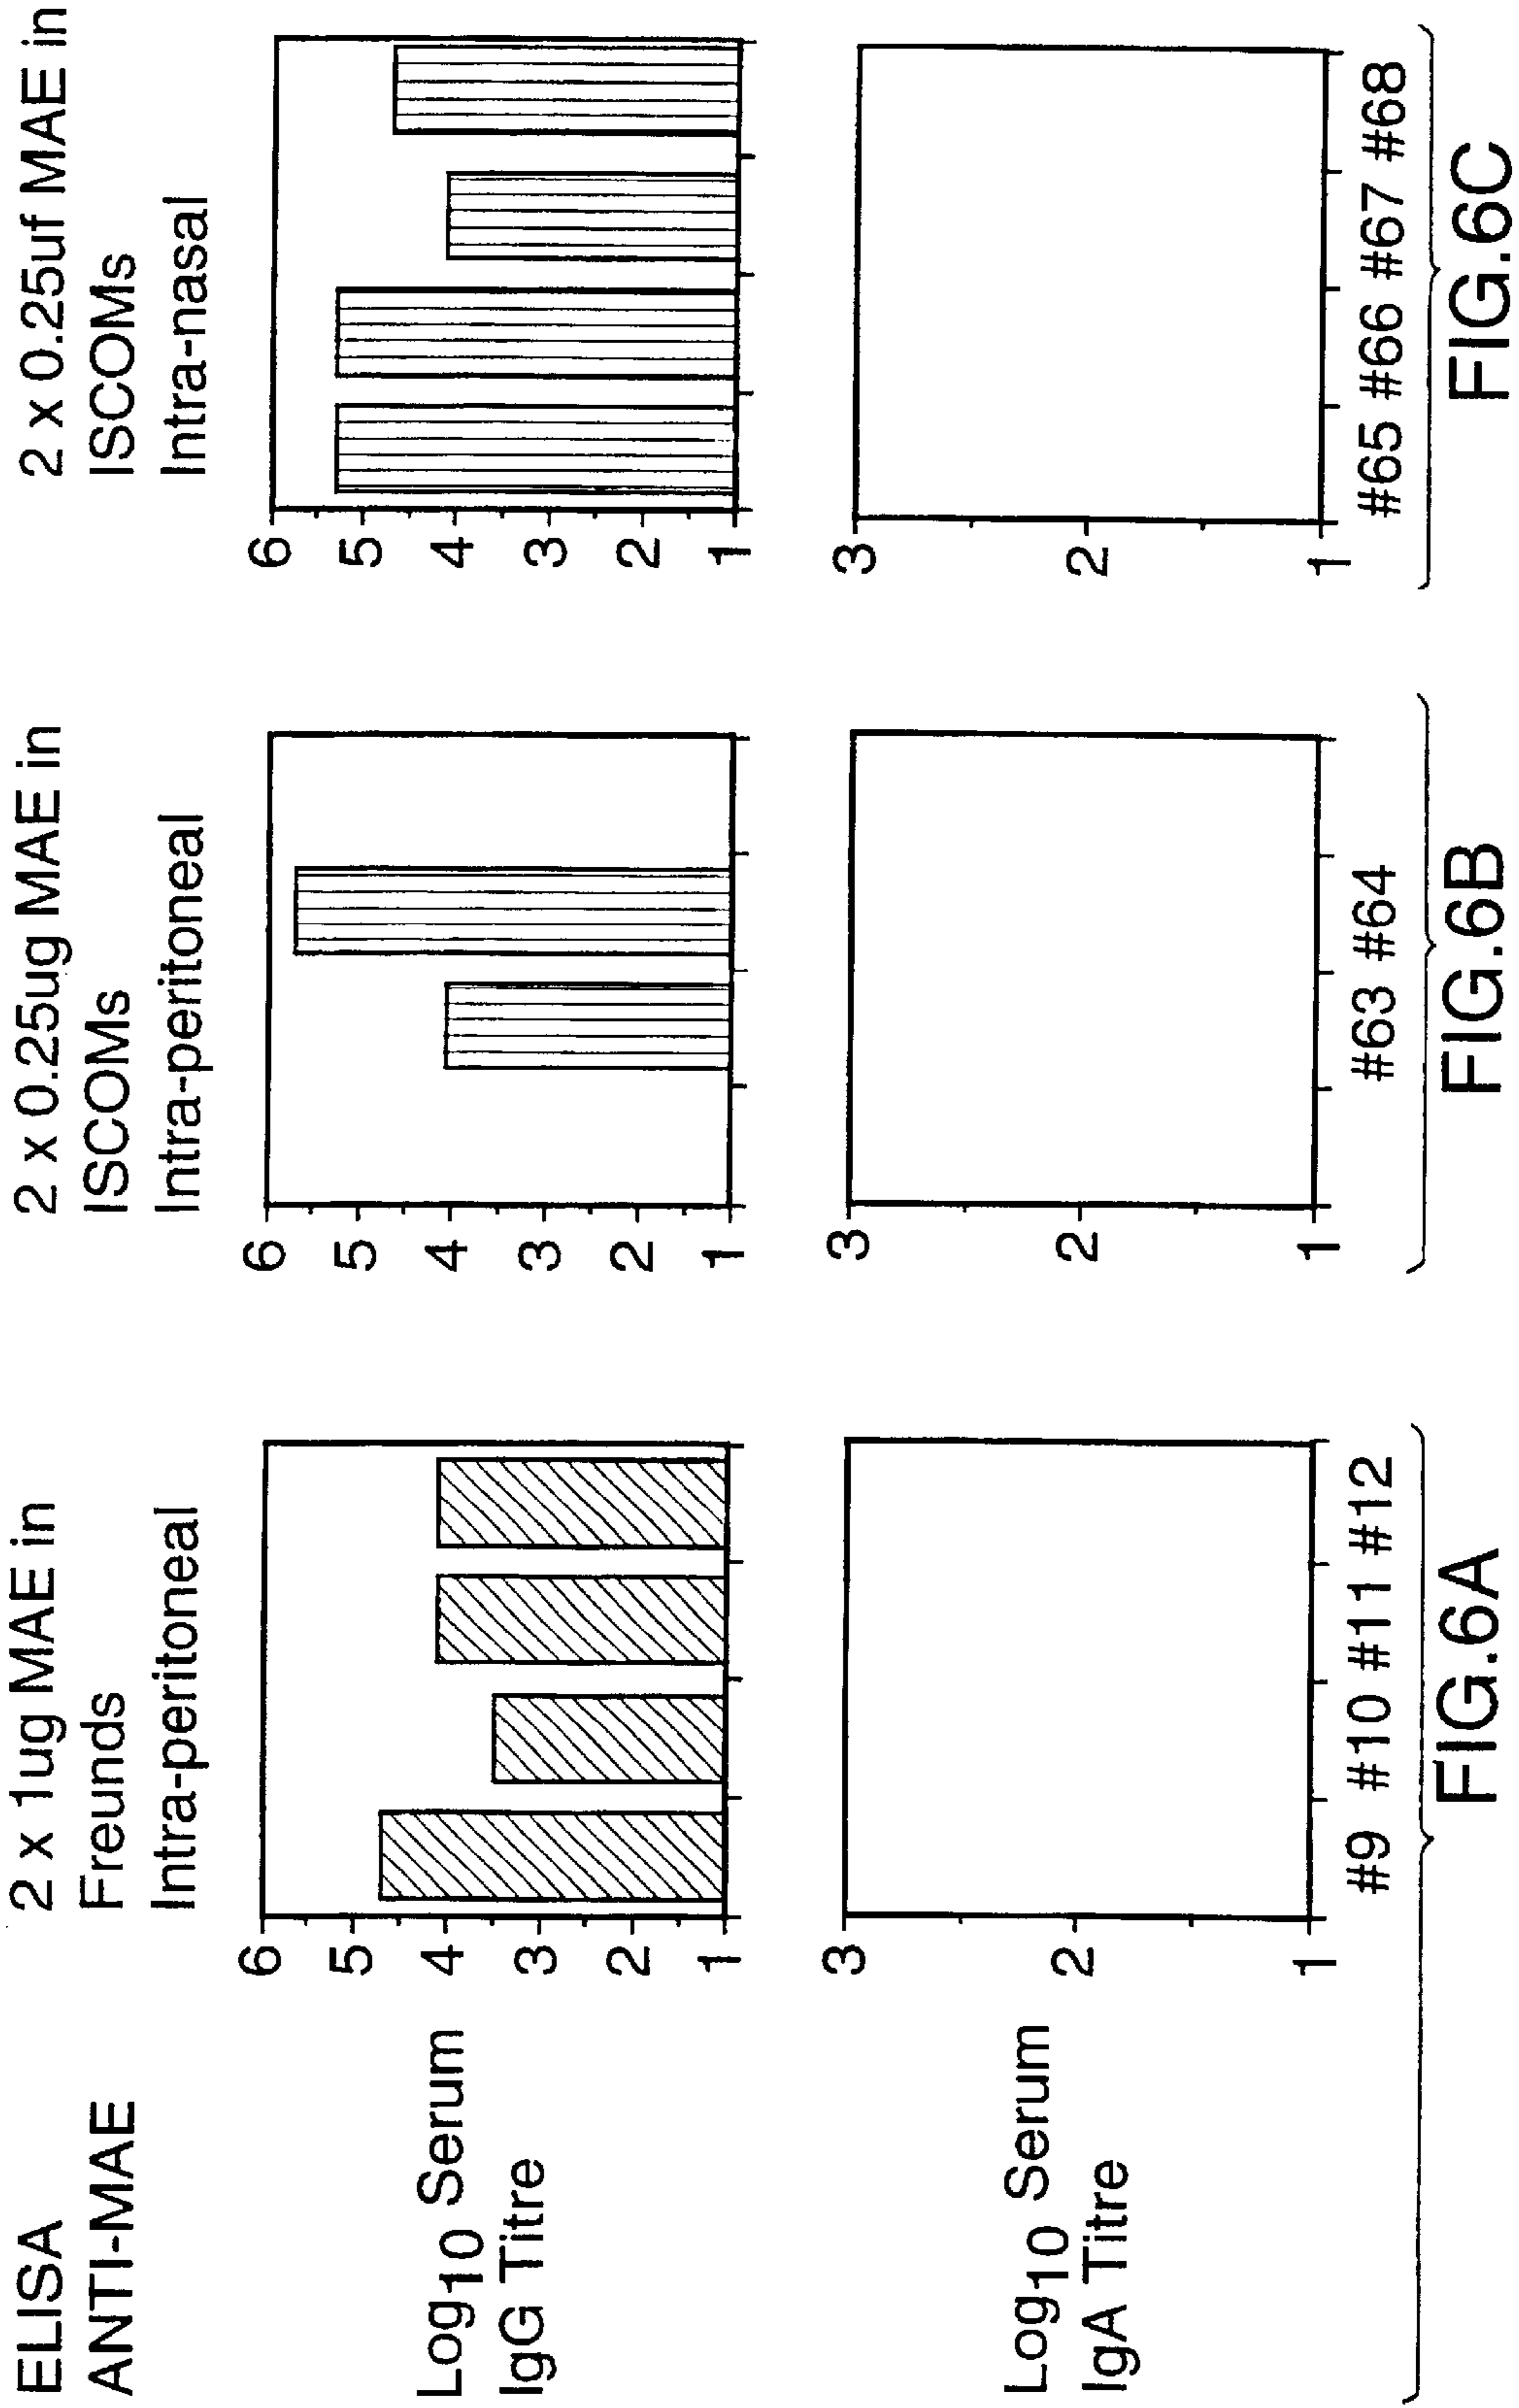 ELISA
ANTI-MAE
2 x 1ug MAE in
Freunds
Intra-peritoneal
2 x 0.25ug MAE in
ISCOMs
Intra-peritoneal
2 x 0.25uf MAE in
ISCOMs
Intra-nasal
Log10 Serum
IgG Titre
6
5
4
3
2
1
6
5
4
3
2
1
6
5
4
3
2
1
Log10 Serum
IgA Titre
3
2
1
3
2
1
3
2
1
#9 #10 #11 #12
#63 #64
#65 #66 #67 #68
FIG.6A
FIG.6B
FIG.6C